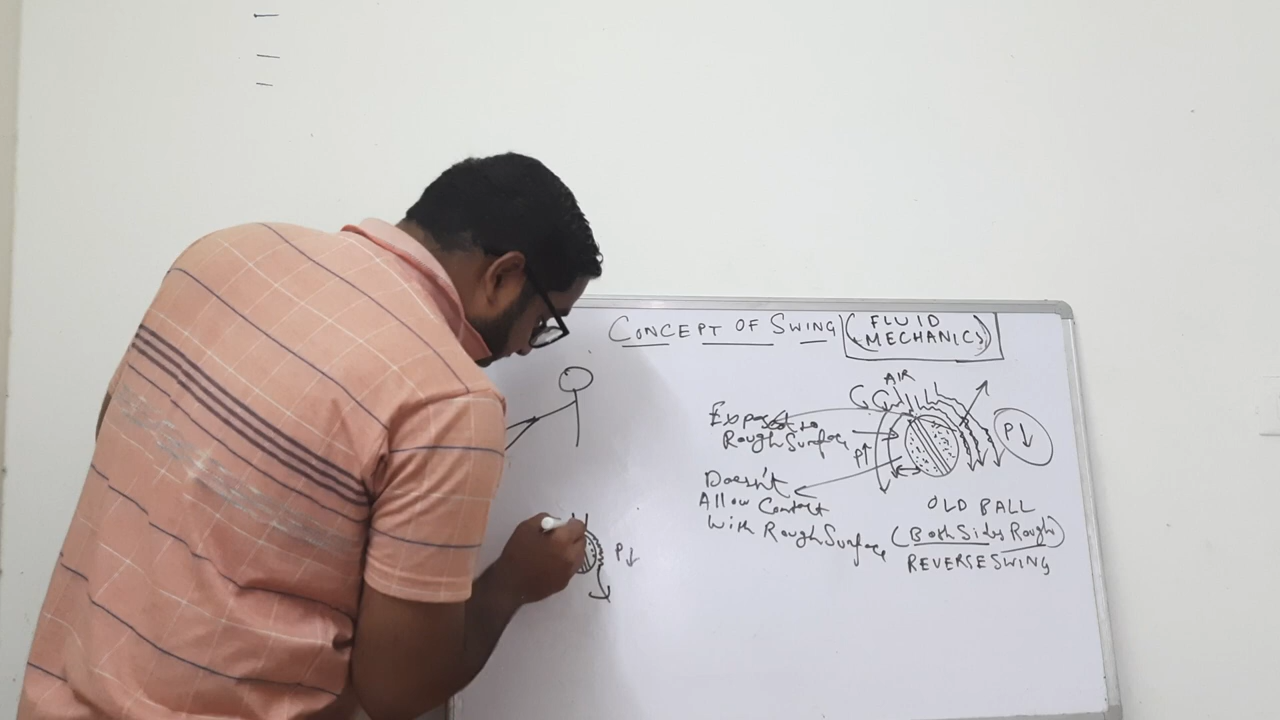 CONCEPT OF SWING (FLUID MECHANICS)
AIR
Exposed to
Rough Surface
P↑
P↓
Doesn't
Allow Contact
With Rough Surface
OLD BALL
(Both Sides Rough)
REVERSE SWING
P↓